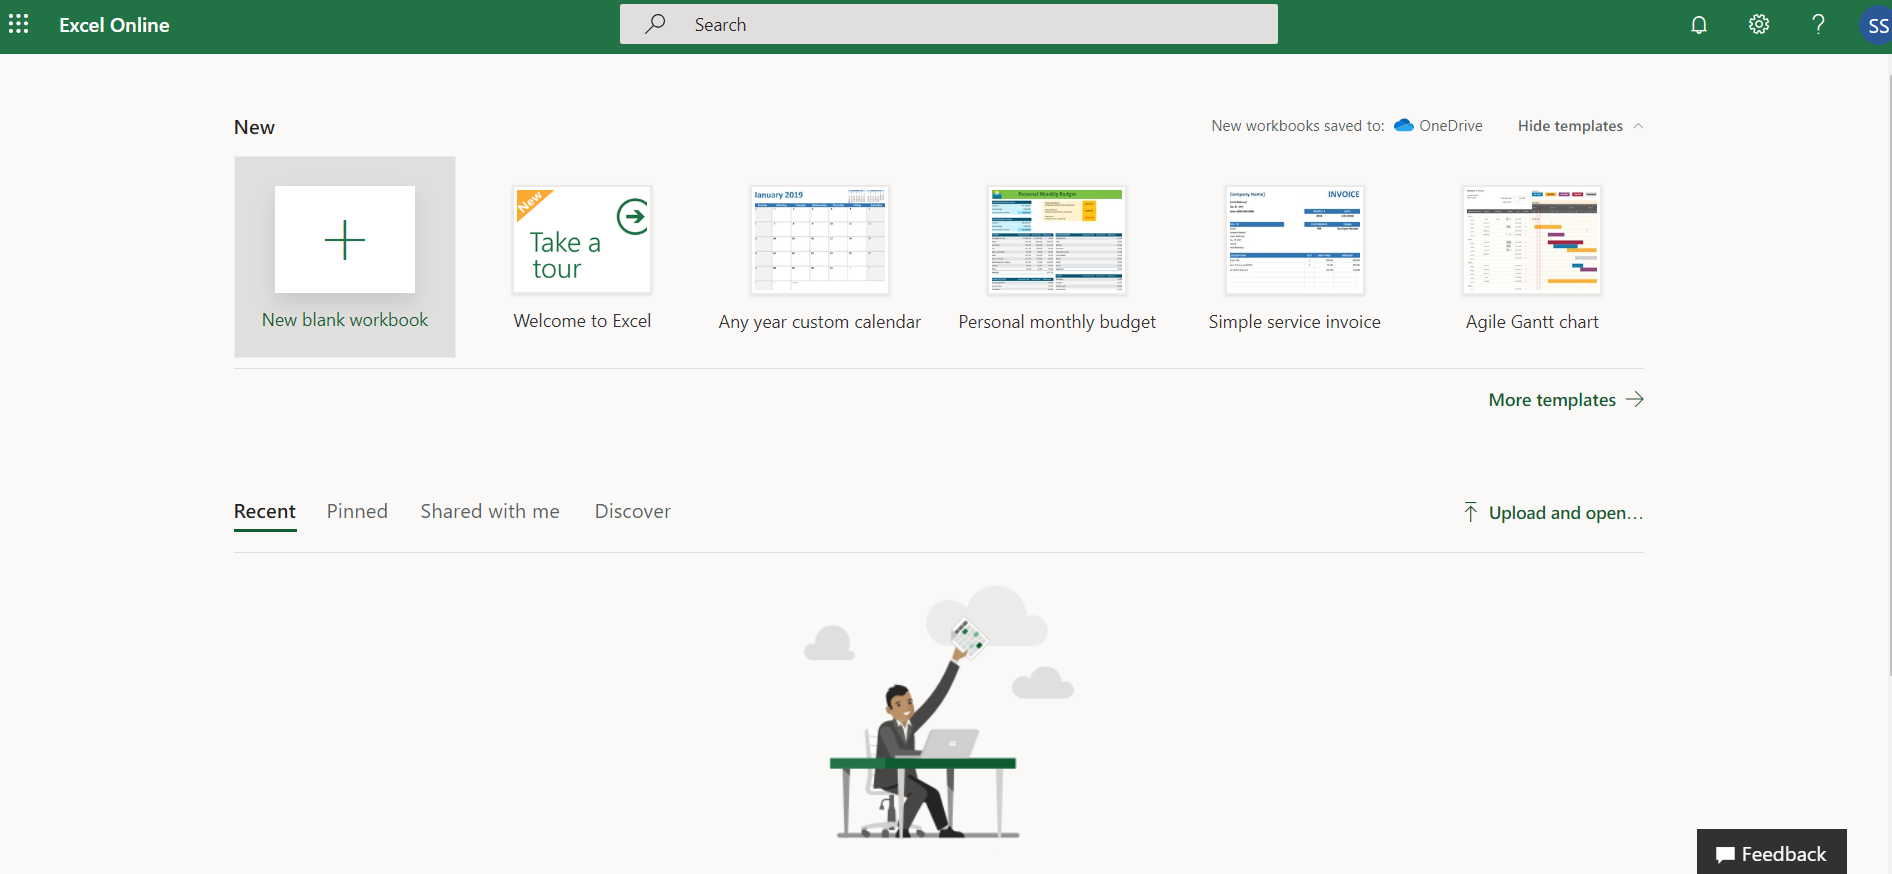 Excel Online
Search
SS
New
New workbooks saved to: OneDrive
Hide templates
New blank workbook
New
Take a
tour
Welcome to Excel
January 2019
Any year custom calendar
Personal Monthly Budget
Personal monthly budget
Company Name]
INVOICE
Simple service invoice
Agile Gantt chart
More templates
Recent
Pinned
Shared with me
Discover
Upload and open...
Feedback